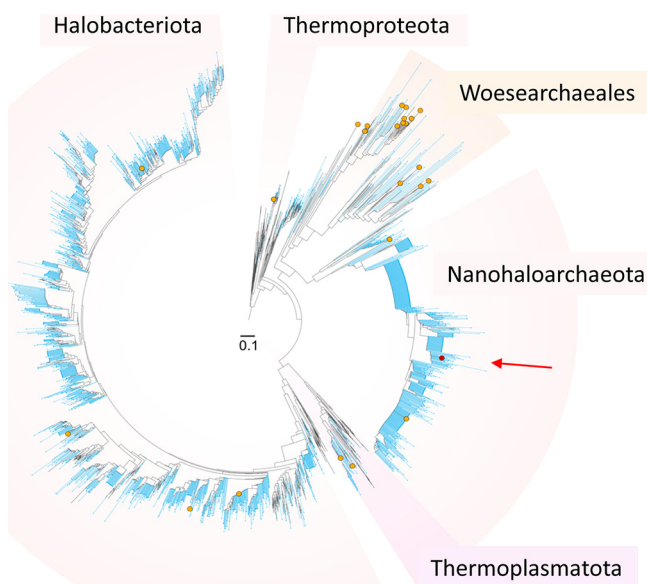 Halobacteriota
Thermoproteota
Woesearchaeales
Nanohaloarchaeota
0.1
Thermoplasmatota